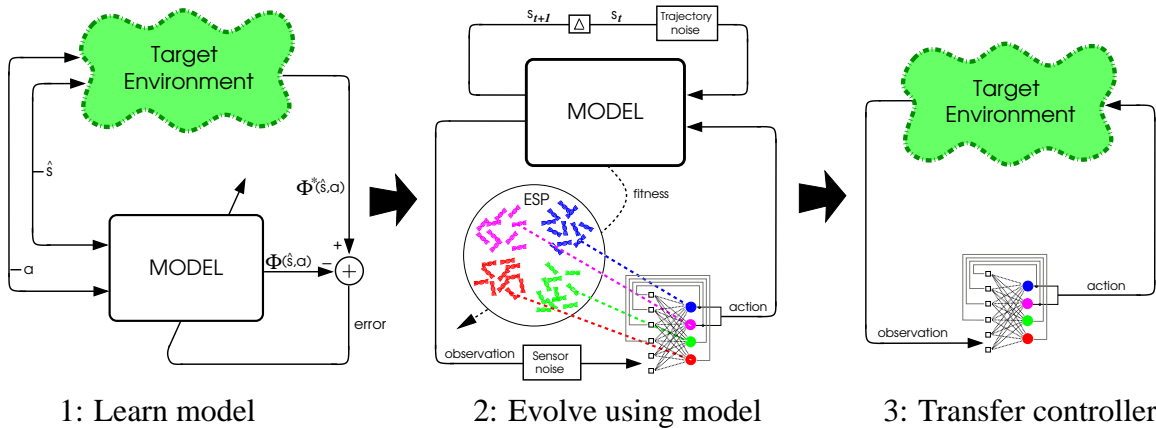 Target
Environment
ŝ
Φ*(ŝ,a)
MODEL
Φ(ŝ,a)
+
−
+
a
error
1: Learn model
s_{t+1}
Δ
s_t
Trajectory
noise
MODEL
fitness
ESP
action
observation
Sensor
noise
2: Evolve using model
Target
Environment
action
observation
3: Transfer controller